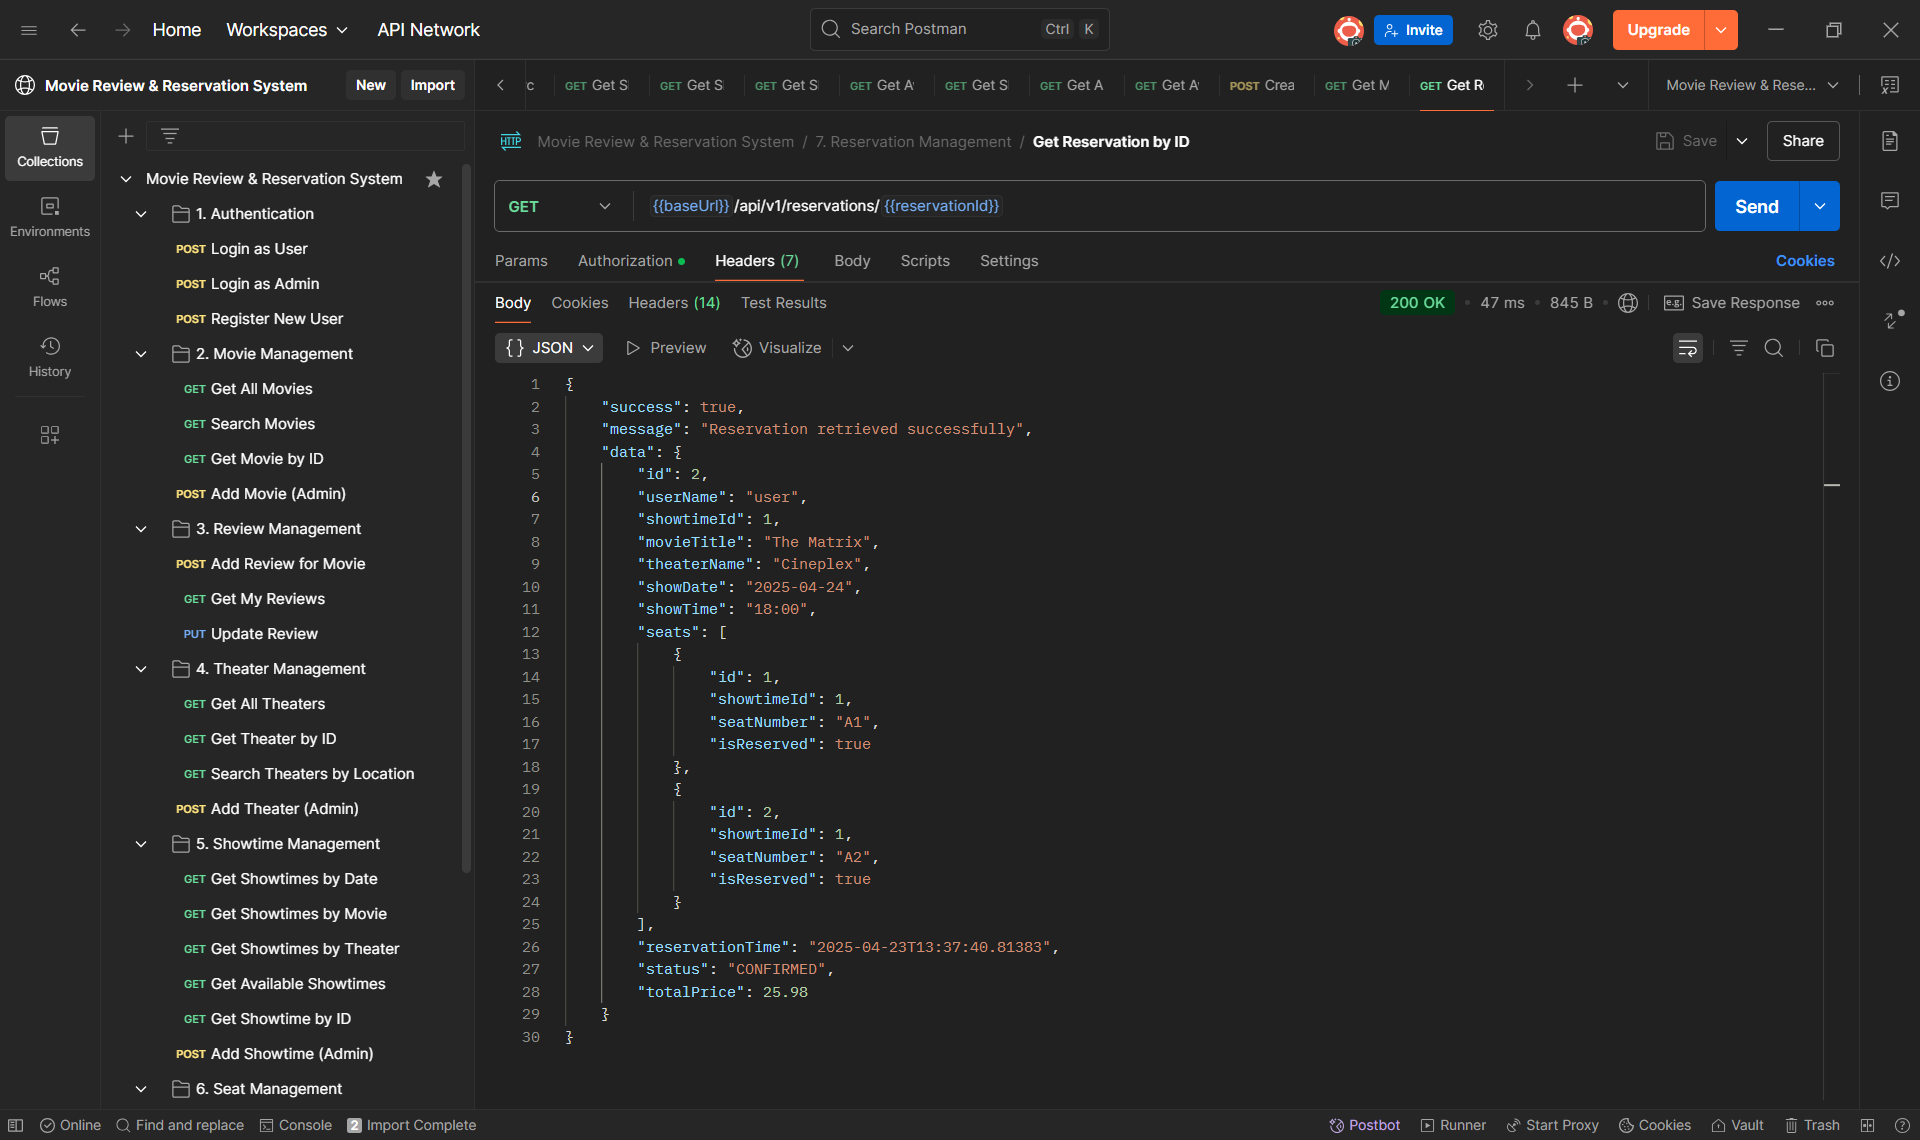 Home Workspaces API Network Search Postman Ctrl K Invite Upgrade
Movie Review & Reservation System New Import
c GET Get S GET Get S GET Get S GET Get A GET Get S GET Get A GET Get A POST Crea GET Get M GET Get R Movie Review & Rese...
Collections
Environments
Flows
History
Movie Review & Reservation System
1. Authentication
POST Login as User
POST Login as Admin
POST Register New User
2. Movie Management
GET Get All Movies
GET Search Movies
GET Get Movie by ID
POST Add Movie (Admin)
3. Review Management
POST Add Review for Movie
GET Get My Reviews
PUT Update Review
4. Theater Management
GET Get All Theaters
GET Get Theater by ID
GET Search Theaters by Location
POST Add Theater (Admin)
5. Showtime Management
GET Get Showtimes by Date
GET Get Showtimes by Movie
GET Get Showtimes by Theater
GET Get Available Showtimes
GET Get Showtime by ID
POST Add Showtime (Admin)
6. Seat Management
HTTP Movie Review & Reservation System / 7. Reservation Management / Get Reservation by ID Save Share
GET {{baseUrl}}/api/v1/reservations/{{reservationId}} Send
Params Authorization Headers (7) Body Scripts Settings Cookies
Body Cookies Headers (14) Test Results 200 OK 47 ms 845 B e.g. Save Response
{} JSON Preview Visualize
1 {
2 "success": true,
3 "message": "Reservation retrieved successfully",
4 "data": {
5 "id": 2,
6 "userName": "user",
7 "showtimeId": 1,
8 "movieTitle": "The Matrix",
9 "theaterName": "Cineplex",
10 "showDate": "2025-04-24",
11 "showTime": "18:00",
12 "seats": [
13 {
14 "id": 1,
15 "showtimeId": 1,
16 "seatNumber": "A1",
17 "isReserved": true
18 },
19 {
20 "id": 2,
21 "showtimeId": 1,
22 "seatNumber": "A2",
23 "isReserved": true
24 }
25 ],
26 "reservationTime": "2025-04-23T13:37:40.81383",
27 "status": "CONFIRMED",
28 "totalPrice": 25.98
29 }
30 }
Online Find and replace Console 2 Import Complete Postbot Runner Start Proxy Cookies Vault Trash